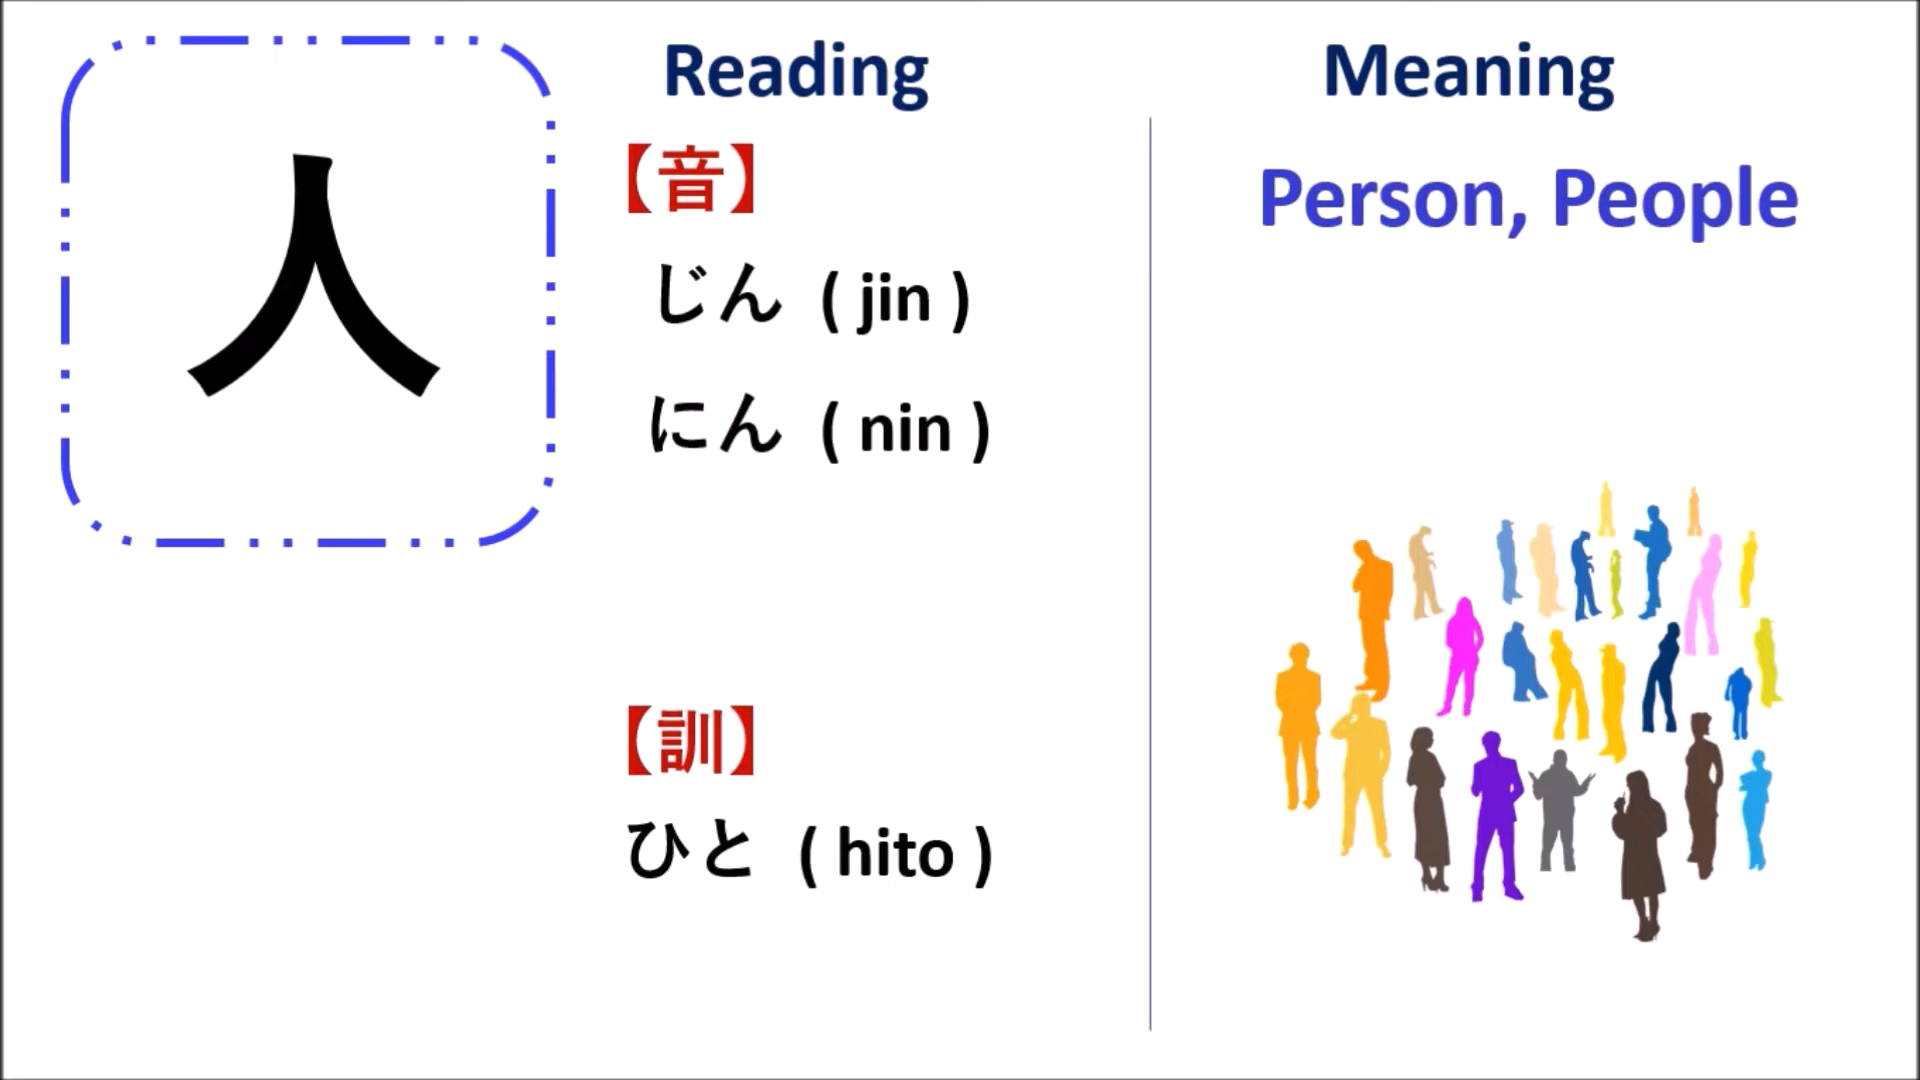 人
Reading
【音】
じん ( jin )
にん ( nin )
【訓】
ひと ( hito )
Meaning
Person, People